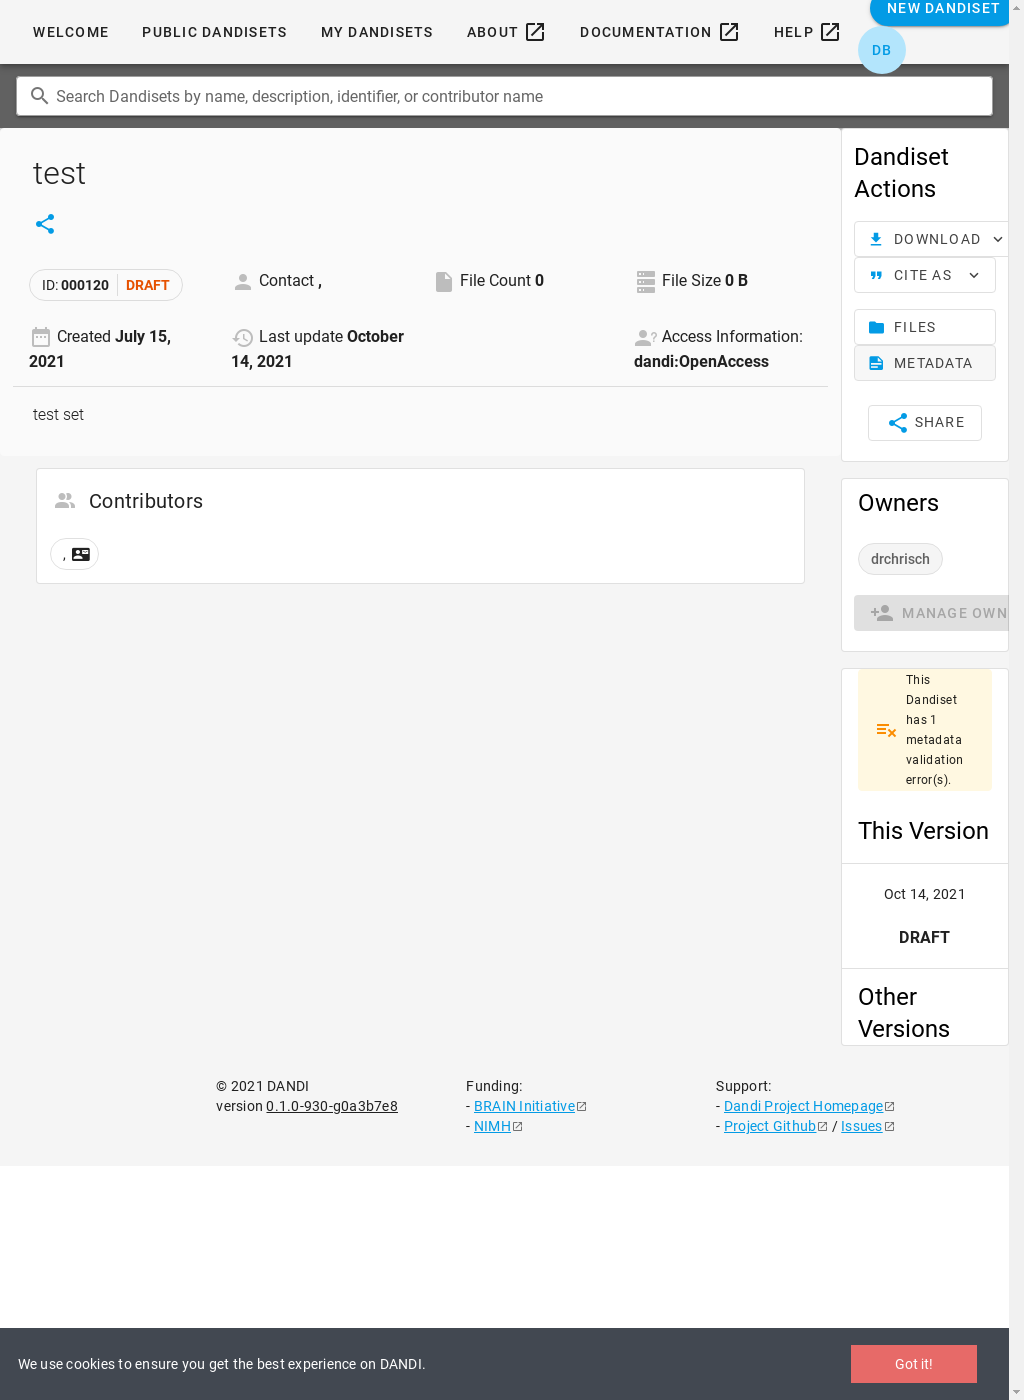 WELCOME PUBLIC DANDISETS MY DANDISETS ABOUT DOCUMENTATION HELP NEW DANDISET
DB
Search Dandisets by name, description, identifier, or contributor name
test
ID: 000120 DRAFT
Contact ,
File Count 0
File Size 0 B
Created July 15,
2021
Last update October
14, 2021
Access Information:
dandi:OpenAccess
test set
Contributors
,
Dandiset
Actions
DOWNLOAD
CITE AS
FILES
METADATA
SHARE
Owners
drchrisch
MANAGE OWN
This
Dandiset
has 1
metadata
validation
error(s).
This Version
Oct 14, 2021
DRAFT
Other
Versions
© 2021 DANDI
version 0.1.0-930-g0a3b7e8
Funding:
- BRAIN Initiative
- NIMH
Support:
- Dandi Project Homepage
- Project Github / Issues
We use cookies to ensure you get the best experience on DANDI.
Got it!